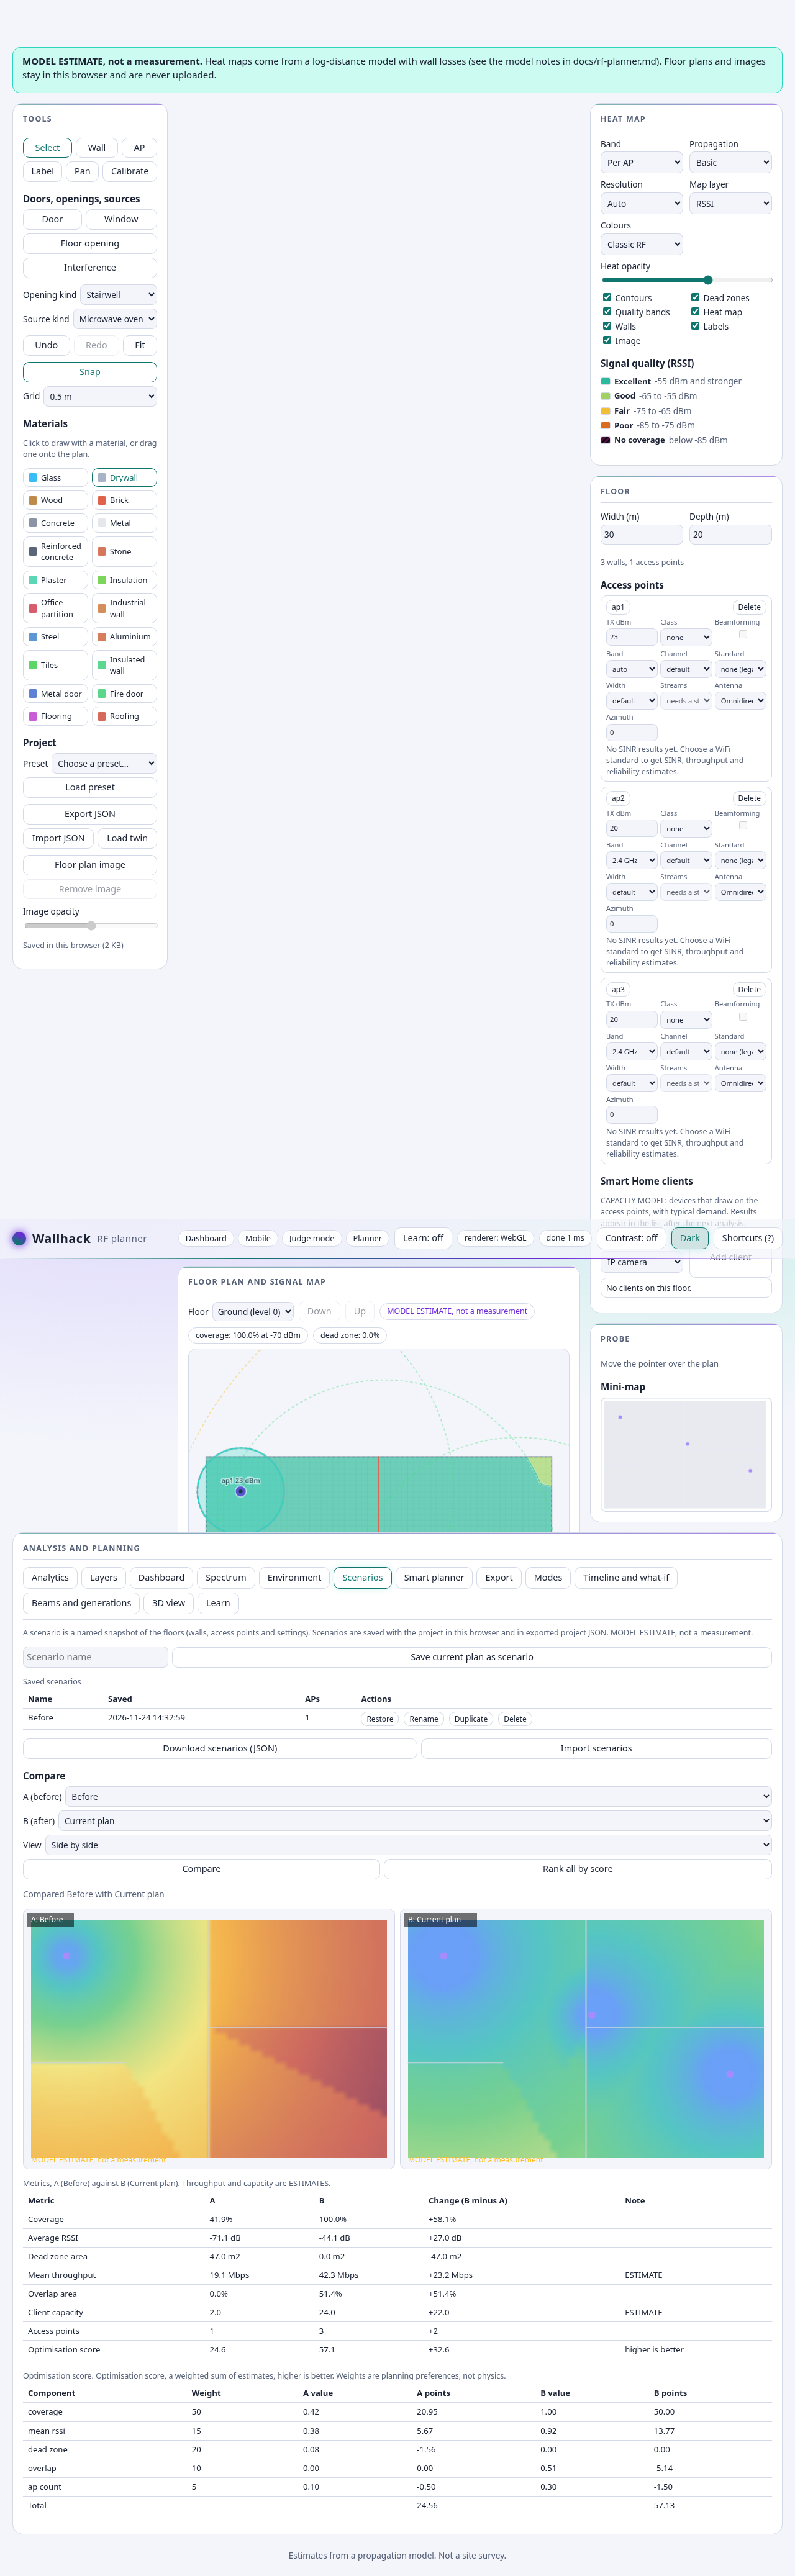 MODEL ESTIMATE, not a measurement. Heat maps come from a log-distance model with wall losses (see the model notes in docs/rf-planner.md). Floor plans and images
stay in this browser and are never uploaded.
TOOLS
Select Wall AP
Label Pan Calibrate
Doors, openings, sources
Door Window
Floor opening
Interference
Opening kind Stairwell
Source kind Microwave oven
Undo Redo Fit
Snap
Grid 0.5 m
Materials
Click to draw with a material, or drag
one onto the plan.
Glass Drywall
Wood Brick
Concrete Metal
Reinforced
concrete
Stone
Plaster Insulation
Office
partition
Industrial
wall
Steel Aluminium
Tiles
Insulated
wall
Metal door Fire door
Flooring Roofing
Project
Preset Choose a preset...
Load preset
Export JSON
Import JSON Load twin
Floor plan image
Remove image
Image opacity
Saved in this browser (2 KB)
HEAT MAP
Band Propagation
Per AP Basic
Resolution Map layer
Auto RSSI
Colours
Classic RF
Heat opacity
Contours Dead zones
Quality bands Heat map
Walls Labels
Image
Signal quality (RSSI)
Excellent -55 dBm and stronger
Good -65 to -55 dBm
Fair -75 to -65 dBm
Poor -85 to -75 dBm
No coverage below -85 dBm
FLOOR
Width (m) Depth (m)
30 20
3 walls, 1 access points
Access points
ap1 Delete
TX dBm Class Beamforming
23 none
Band Channel Standard
auto default none (lega
Width Streams Antenna
default needs a st Omnidirec
Azimuth
0
No SINR results yet. Choose a WiFi
standard to get SINR, throughput and
reliability estimates.
ap2 Delete
TX dBm Class Beamforming
20 none
Band Channel Standard
2.4 GHz default none (lega
Width Streams Antenna
default needs a st Omnidirec
Azimuth
0
No SINR results yet. Choose a WiFi
standard to get SINR, throughput and
reliability estimates.
ap3 Delete
TX dBm Class Beamforming
20 none
Band Channel Standard
2.4 GHz default none (lega
Width Streams Antenna
default needs a st Omnidirec
Azimuth
0
No SINR results yet. Choose a WiFi
standard to get SINR, throughput and
reliability estimates.
Smart Home clients
CAPACITY MODEL: devices that draw on the
access points, with typical demand. Results
appear in the list after the next analysis.
Wallhack RF planner Dashboard Mobile Judge mode Planner Learn: off renderer: WebGL done 1 ms Contrast: off Dark Shortcuts (?)
IP camera Add client
No clients on this floor.
PROBE
Move the pointer over the plan
Mini-map
FLOOR PLAN AND SIGNAL MAP
Floor Ground (level 0) Down Up MODEL ESTIMATE, not a measurement
coverage: 100.0% at -70 dBm dead zone: 0.0%
ap1 23 dBm
ANALYSIS AND PLANNING
Analytics Layers Dashboard Spectrum Environment Scenarios Smart planner Export Modes Timeline and what-if
Beams and generations 3D view Learn
A scenario is a named snapshot of the floors (walls, access points and settings). Scenarios are saved with the project in this browser and in exported project JSON. MODEL ESTIMATE, not a measurement.
Scenario name Save current plan as scenario
Saved scenarios
Name Saved APs Actions
Before 2026-11-24 14:32:59 1 Restore Rename Duplicate Delete
Download scenarios (JSON) Import scenarios
Compare
A (before) Before
B (after) Current plan
View Side by side
Compare Rank all by score
Compared Before with Current plan
A: Before B: Current plan
MODEL ESTIMATE, not a measurement MODEL ESTIMATE, not a measurement
Metrics, A (Before) against B (Current plan). Throughput and capacity are ESTIMATES.
Metric A B Change (B minus A) Note
Coverage 41.9% 100.0% +58.1%
Average RSSI -71.1 dB -44.1 dB +27.0 dB
Dead zone area 47.0 m2 0.0 m2 -47.0 m2
Mean throughput 19.1 Mbps 42.3 Mbps +23.2 Mbps ESTIMATE
Overlap area 0.0% 51.4% +51.4%
Client capacity 2.0 24.0 +22.0 ESTIMATE
Access points 1 3 +2
Optimisation score 24.6 57.1 +32.6 higher is better
Optimisation score. Optimisation score, a weighted sum of estimates, higher is better. Weights are planning preferences, not physics.
Component Weight A value A points B value B points
coverage 50 0.42 20.95 1.00 50.00
mean rssi 15 0.38 5.67 0.92 13.77
dead zone 20 0.08 -1.56 0.00 0.00
overlap 10 0.00 0.00 0.51 -5.14
ap count 5 0.10 -0.50 0.30 -1.50
Total 24.56 57.13
Estimates from a propagation model. Not a site survey.